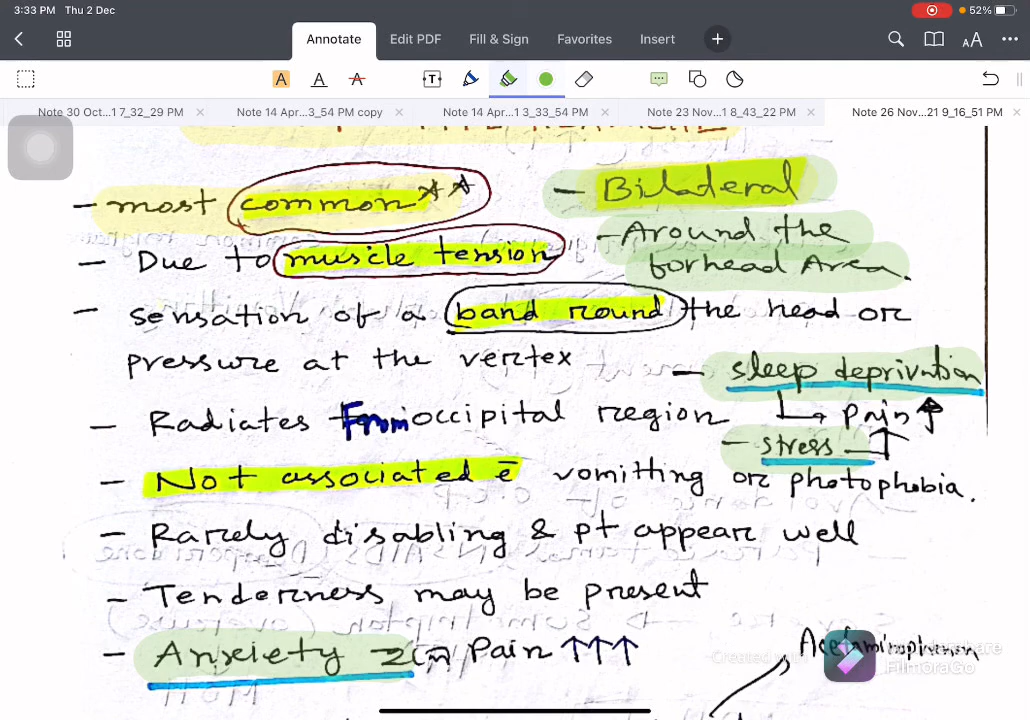 3:33 PM Thu 2 Dec
52%
Annotate Edit PDF Fill & Sign Favorites Insert
Note 30 Oct...1 7_32_29 PM
Note 14 Apr...3_54 PM copy
Note 14 Apr...1 3_33_54 PM
Note 23 Nov...1 8_43_22 PM
Note 26 Nov...21 9_16_51 PM
- most common
- Due to muscle tension
- sensation of a band round the head or
pressure at the vertex
- Radiates From occipital region
- Not associated c̄ vomitting or photophobia.
- Rarely disabling & pt appear well
- Tenderness may be present
- Anxiety Pain ↑↑↑
- Bilateral
- Around the
forhead Area.
- sleep deprivation
↳ pain ↑
- stress ↑
Acetaminophen
Created with
FilmoraGo